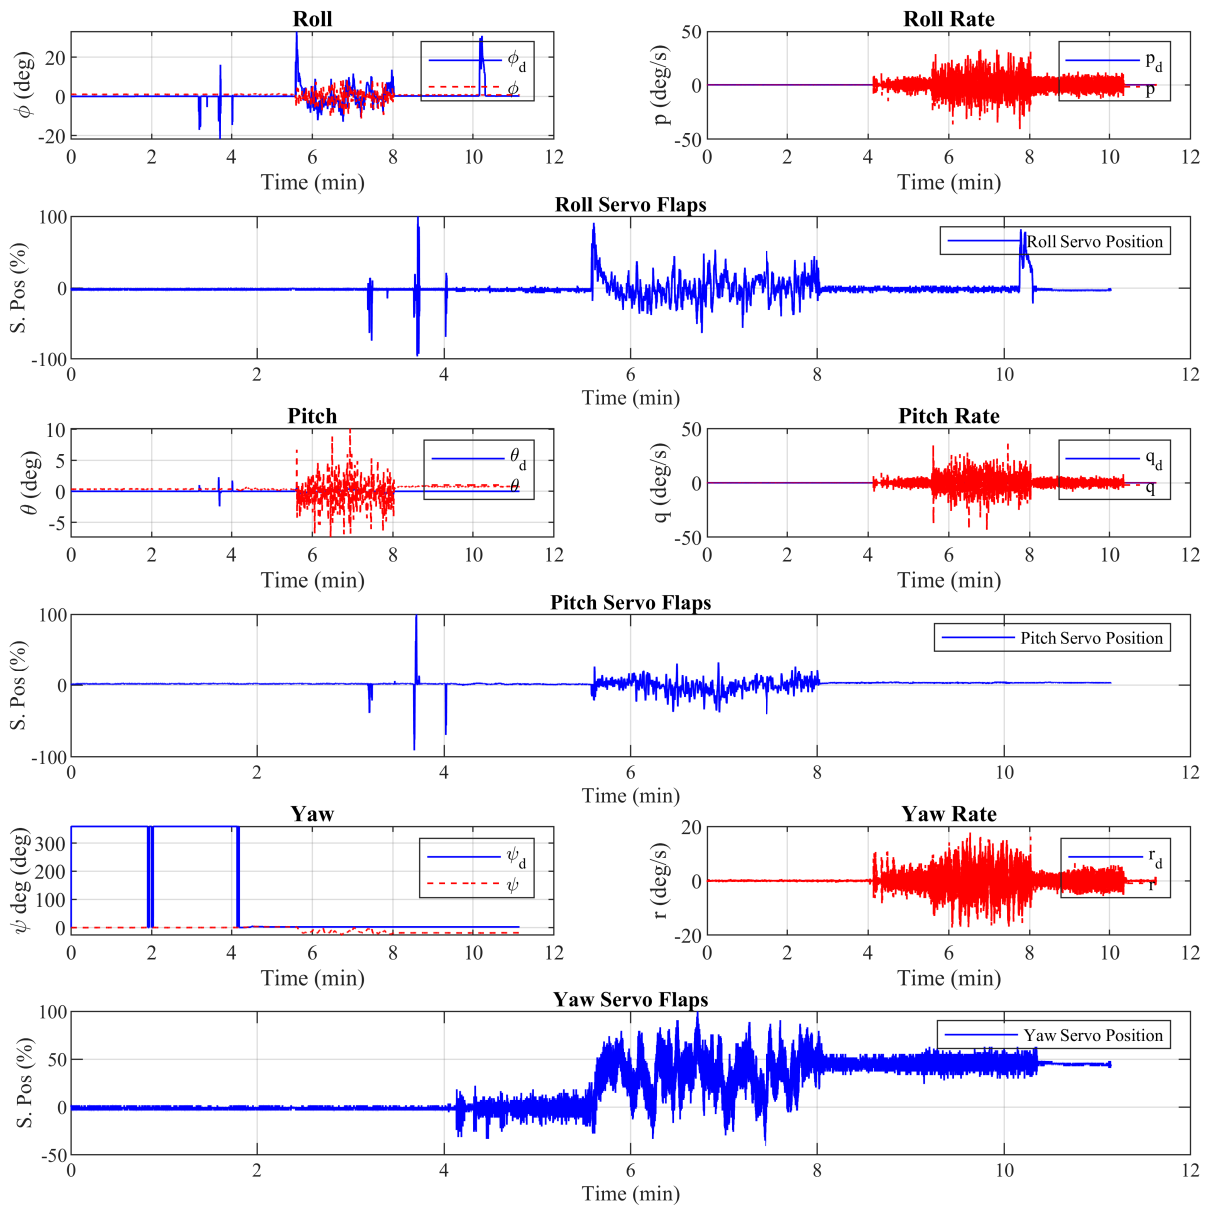 Roll
Roll Rate
20
0
-20
ϕ (deg)
ϕd
ϕ
0 2 4 6 8 10 12
Time (min)
50
0
-50
p (deg/s)
pd
p
0 2 4 6 8 10 12
Time (min)
Roll Servo Flaps
100
0
-100
S. Pos (%)
Roll Servo Position
0 2 4 6 8 10 12
Time (min)
Pitch
Pitch Rate
10
5
0
-5
θ (deg)
θd
θ
0 2 4 6 8 10 12
Time (min)
50
0
-50
q (deg/s)
qd
q
0 2 4 6 8 10 12
Time (min)
Pitch Servo Flaps
100
0
-100
S. Pos (%)
Pitch Servo Position
0 2 4 6 8 10 12
Time (min)
Yaw
Yaw Rate
300
200
100
0
ψ deg (deg
ψd
ψ
0 2 4 6 8 10 12
Time (min)
20
0
-20
r (deg/s)
rd
r
0 2 4 6 8 10 12
Time (min)
Yaw Servo Flaps
100
50
0
-50
S. Pos (%)
Yaw Servo Position
0 2 4 6 8 10 12
Time (min)